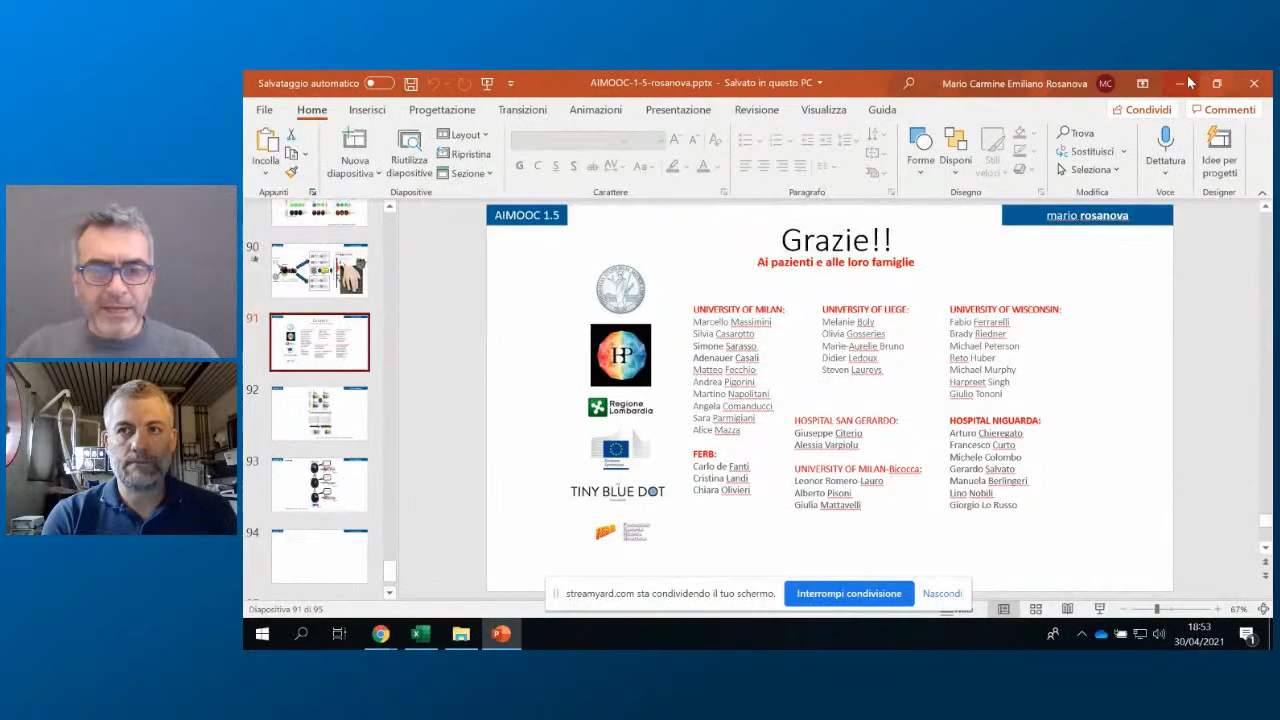 Salvataggio automatico
AIMOOC-1-5-rosanova.pptx - Salvato in questo PC
Mario Carmine Emiliano Rosanova
MC
File Home Inserisci Progettazione Transizioni Animazioni Presentazione Revisione Visualizza Guida
Condividi
Commenti
Incolla
Appunti
Nuova
diapositiva
Riutilizza
diapositive
Layout
Ripristina
Sezione
Diapositive
G C S S ab AV Aa A
Carattere
Paragrafo
Forme
Disponi
Stili
veloci
Disegno
Trova
Sostituisci
Seleziona
Modifica
Dettatura
Voce
Idee per
progetti
Designer
90
91
92
93
94
AIMOOC 1.5
mario rosanova
Grazie!!
Ai pazienti e alle loro famiglie
HP
Regione
Lombardia
TINY BLUE DOT
FERB
UNIVERSITY OF MILAN:
Marcello Massimini
Silvia Casarotto
Simone Sarasso
Adenauer Casali
Matteo Fecchio
Andrea Pigorini
Martino Napolitani
Angela Comanducci
Sara Parmigiani
Alice Mazza
FERB:
Carlo de Fanti
Cristina Landi
Chiara Olivieri
UNIVERSITY OF LIEGE:
Melanie Boly
Olivia Gosseries
Marie-Aurelie Bruno
Didier Ledoux
Steven Laureys
HOSPITAL SAN GERARDO:
Giuseppe Citerio
Alessia Vargiolu
UNIVERSITY OF MILAN-Bicocca:
Leonor Romero-Lauro
Alberto Pisoni
Giulia Mattavelli
UNIVERSITY OF WISCONSIN:
Fabio Ferrarelli
Brady Riedner
Michael Peterson
Reto Huber
Michael Murphy
Harpreet Singh
Giulio Tononi
HOSPITAL NIGUARDA:
Arturo Chieregato
Francesco Curto
Michele Colombo
Gerardo Salvato
Manuela Berlingeri
Lino Nobili
Giorgio Lo Russo
streamyard.com sta condividendo il tuo schermo.
Interrompi condivisione
Nascondi
Diapositiva 91 di 95
67%
18:53
30/04/2021
1